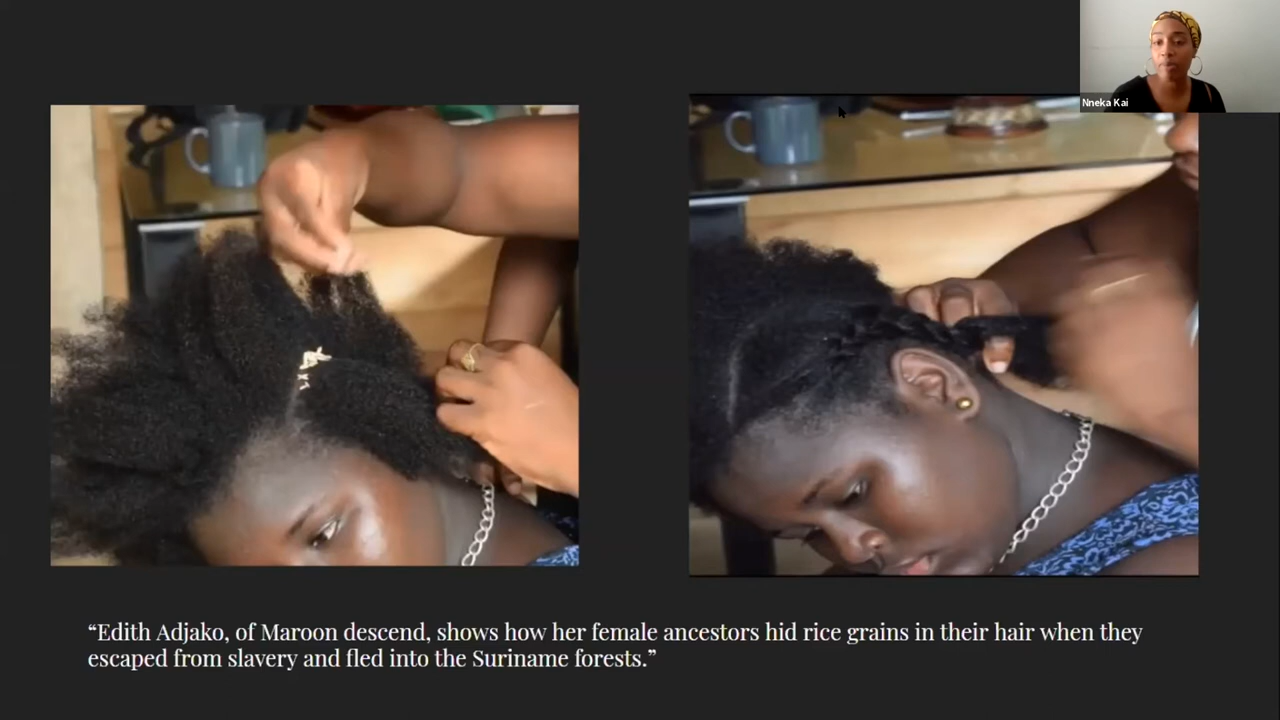 Nneka Kai
“Edith Adjako, of Maroon descend, shows how her female ancestors hid rice grains in their hair when they
escaped from slavery and fled into the Suriname forests.”